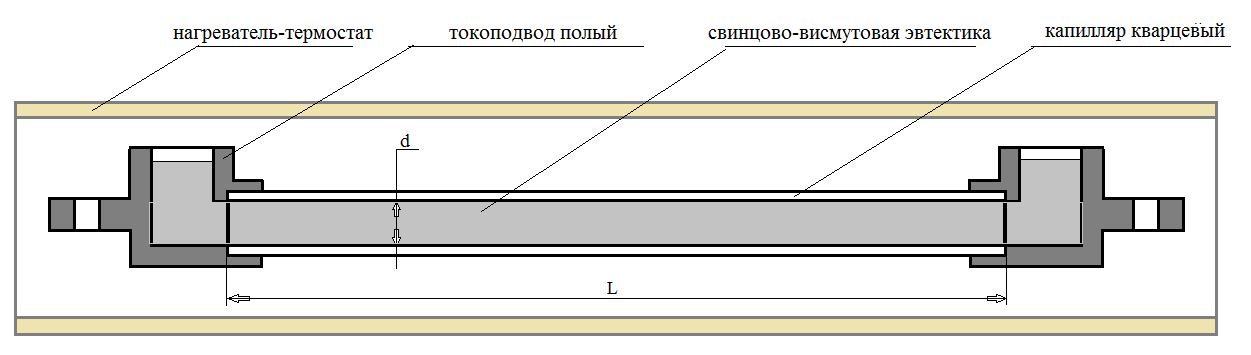 нагреватель-термостат
токоподвод полый
свинцово-висмутовая эвтектика
капилляр кварцевый
d
L